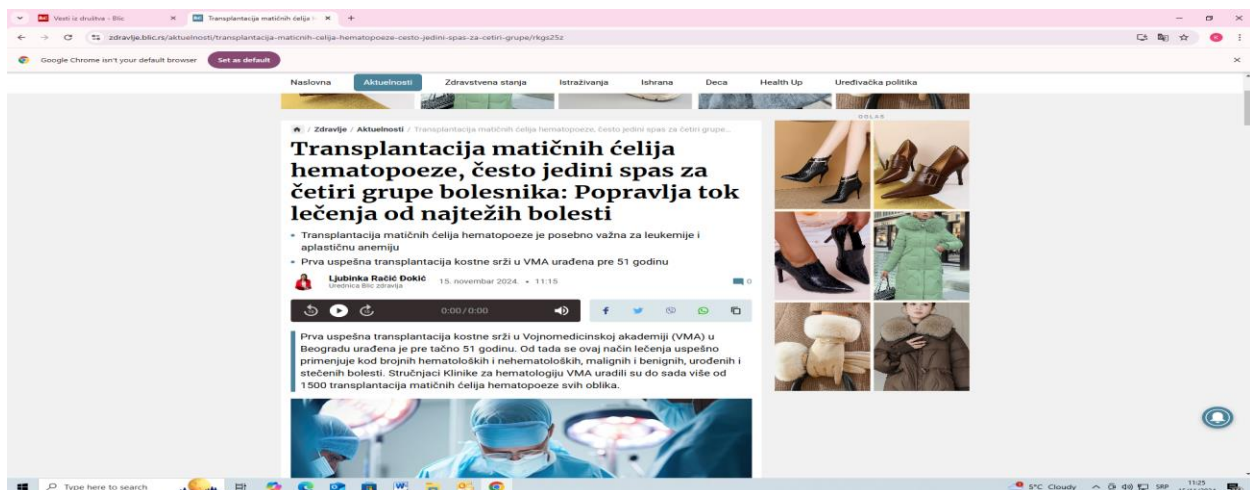 Vesti iz društva - Blic
Transplantacija matičnih ćelija
zdravlje.blic.rs/aktuelnosti/transplantacija-maticnih-celija-hematopoeze-cesto-jedini-spas-za-cetiri-grupe/rkgs25z
Google Chrome isn't your default browser Set as default
Naslovna Aktuelnosti Zdravstvena stanja Istraživanja Ishrana Deca Health Up Uređivačka politika
OGLAS
/ Zdravlje / Aktuelnosti / Transplantacija matičnih ćelija hematopoeze, često jedini spas za četiri grupe...
Transplantacija matičnih ćelija
hematopoeze, često jedini spas za
četiri grupe bolesnika: Popravlja tok
lečenja od najtežih bolesti
• Transplantacija matičnih ćelija hematopoeze je posebno važna za leukemije i
aplastičnu anemiju
• Prva uspešna transplantacija kostne srži u VMA urađena pre 51 godinu
Ljubinka Račić Đokić
Urednica Blic zdravlja
15. novembar 2024. • 11:15
0
0:00 / 0:00
Prva uspešna transplantacija kostne srži u Vojnomedicinskoj akademiji (VMA) u
Beogradu urađena je pre tačno 51 godinu. Od tada se ovaj način lečenja uspešno
primenjuje kod brojnih hematoloških i nehematoloških, malignih i benignih, urođenih i
stečenih bolesti. Stručnjaci Klinike za hematologiju VMA uradili su do sada više od
1500 transplantacija matičnih ćelija hematopoeze svih oblika.
Type here to search
5°C Cloudy
SRP
11:25